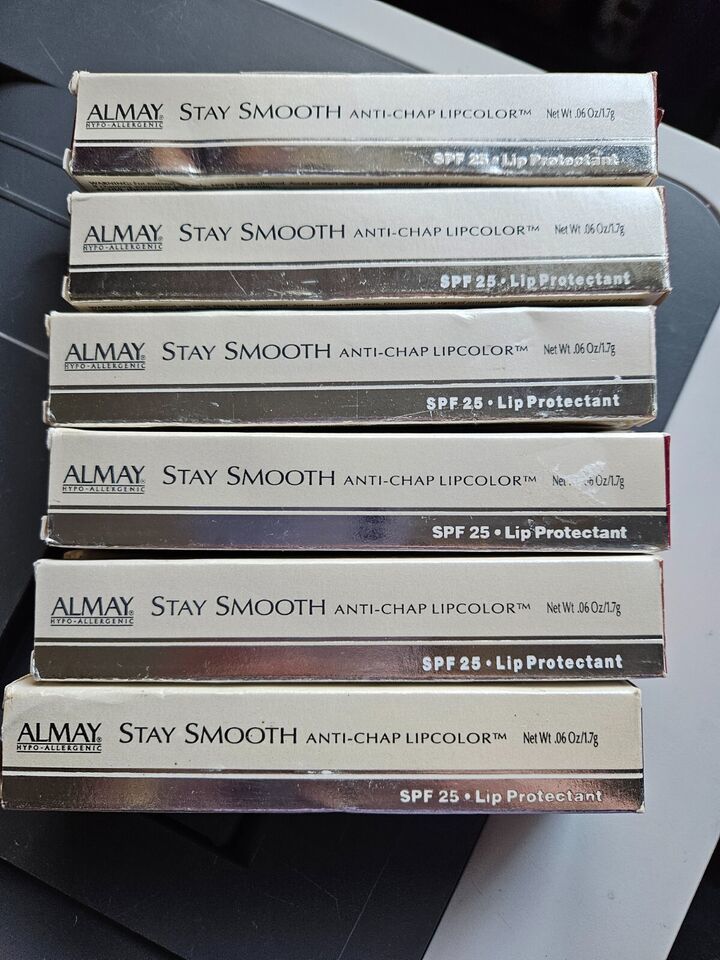 ALMAY® STAY SMOOTH ANTI-CHAP LIPCOLOR™ Net Wt .06 Oz/1.7g
HYPO-ALLERGENIC
SPF 25 • Lip Protectant
ALMAY® STAY SMOOTH ANTI-CHAP LIPCOLOR™ Net Wt .06 Oz/1.7g
HYPO-ALLERGENIC
SPF 25 • Lip Protectant
ALMAY® STAY SMOOTH ANTI-CHAP LIPCOLOR™ Net Wt .06 Oz/1.7g
HYPO-ALLERGENIC
SPF 25 • Lip Protectant
ALMAY® STAY SMOOTH ANTI-CHAP LIPCOLOR™ Oz/1.7g
HYPO-ALLERGENIC
SPF 25 • Lip Protectant
ALMAY® STAY SMOOTH ANTI-CHAP LIPCOLOR™ Net Wt .06 Oz/1.7g
HYPO-ALLERGENIC
SPF 25 • Lip Protectant
ALMAY® STAY SMOOTH ANTI-CHAP LIPCOLOR™ Net Wt .06 Oz/1.7g
HYPO-ALLERGENIC
SPF 25 • Lip Protectant